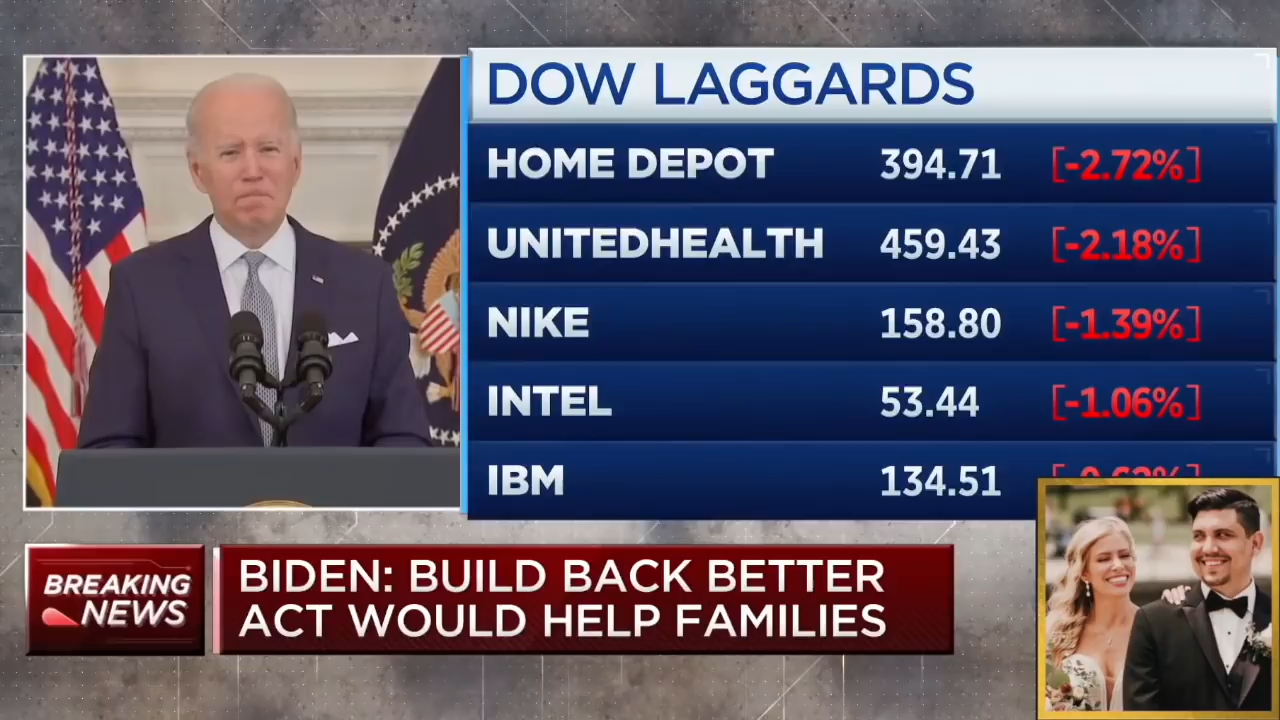 DOW LAGGARDS
HOME DEPOT 394.71 [-2.72%]
UNITEDHEALTH 459.43 [-2.18%]
NIKE 158.80 [-1.39%]
INTEL 53.44 [-1.06%]
IBM 134.51
BREAKING
NEWS
BIDEN: BUILD BACK BETTER
ACT WOULD HELP FAMILIES